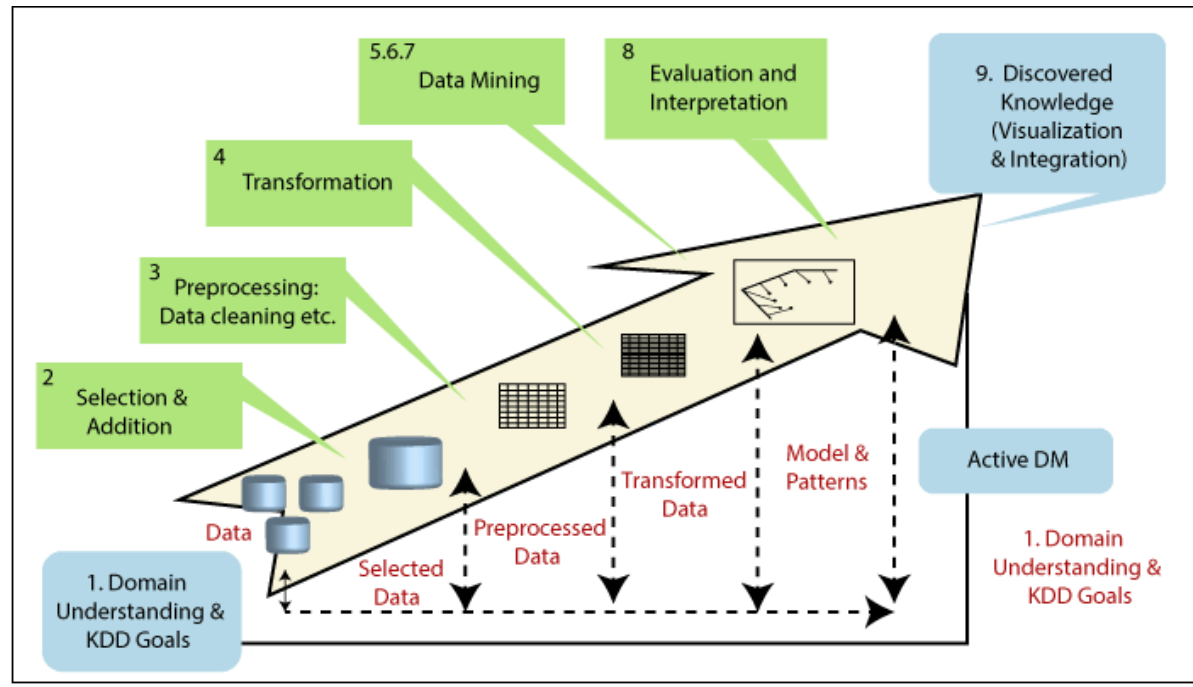 5.6.7
Data Mining
8
Evaluation and
Interpretation
9. Discovered
Knowledge
(Visualization
& Integration)
4
Transformation
3
Preprocessing:
Data cleaning etc.
2
Selection &
Addition
Data
1. Domain
Understanding &
KDD Goals
Selected
Data
Preprocessed
Data
Transformed
Data
Model &
Patterns
Active DM
1. Domain
Understanding &
KDD Goals